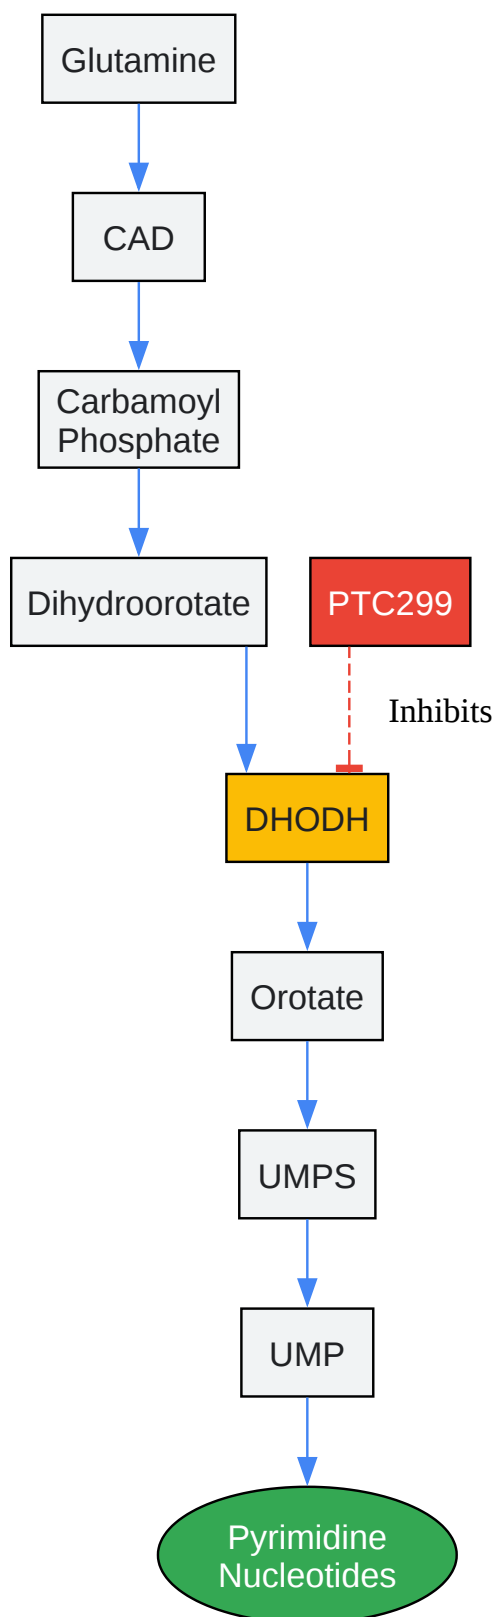 Glutamine
CAD
Carbamoyl
Phosphate
Dihydroorotate
PTC299
Inhibits
DHODH
Orotate
UMPS
UMP
Pyrimidine
Nucleotides